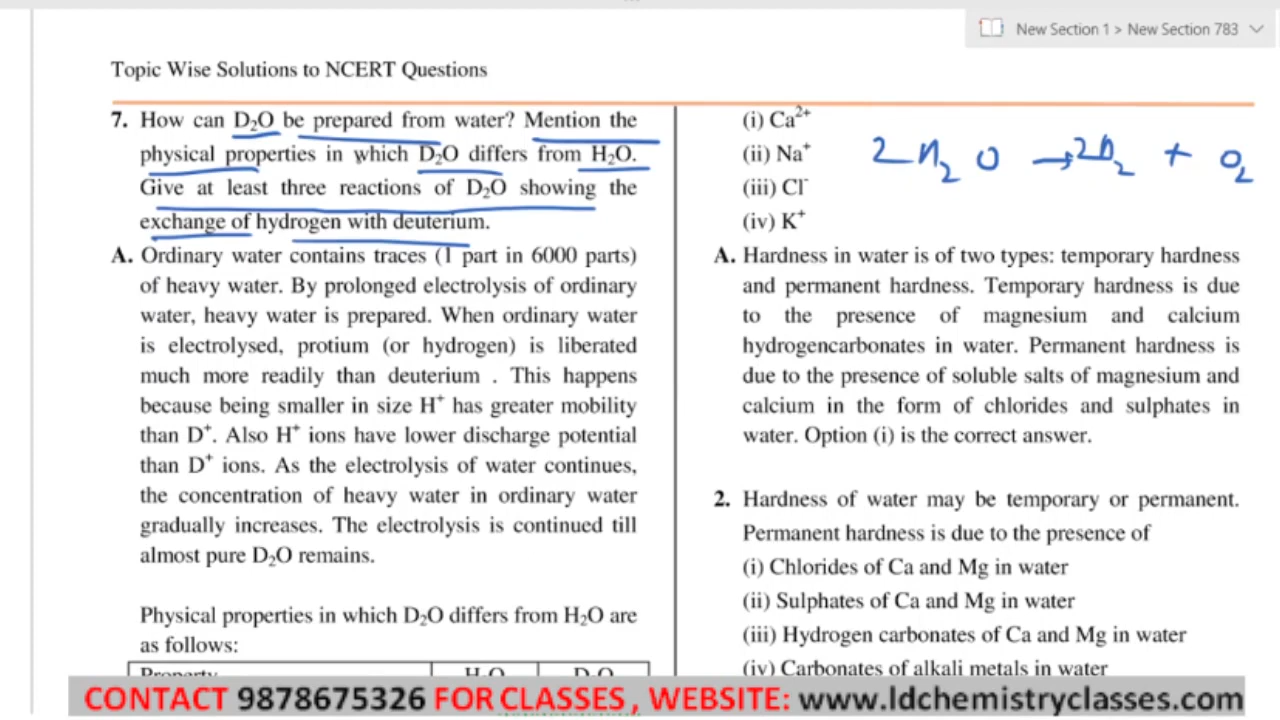 New Section 1 > New Section 783
Topic Wise Solutions to NCERT Questions
7. How can D₂O be prepared from water? Mention the
physical properties in which D₂O differs from H₂O.
Give at least three reactions of D₂O showing the
exchange of hydrogen with deuterium.
A. Ordinary water contains traces (1 part in 6000 parts)
of heavy water. By prolonged electrolysis of ordinary
water, heavy water is prepared. When ordinary water
is electrolysed, protium (or hydrogen) is liberated
much more readily than deuterium . This happens
because being smaller in size H⁺ has greater mobility
than D⁺. Also H⁺ ions have lower discharge potential
than D⁺ ions. As the electrolysis of water continues,
the concentration of heavy water in ordinary water
gradually increases. The electrolysis is continued till
almost pure D₂O remains.
Physical properties in which D₂O differs from H₂O are
as follows:
Property H₂O D₂O
(i) Ca²⁺
(ii) Na⁺
(iii) Cl⁻
(iv) K⁺
2H₂O → 2D₂ + O₂
A. Hardness in water is of two types: temporary hardness
and permanent hardness. Temporary hardness is due
to the presence of magnesium and calcium
hydrogencarbonates in water. Permanent hardness is
due to the presence of soluble salts of magnesium and
calcium in the form of chlorides and sulphates in
water. Option (i) is the correct answer.
2. Hardness of water may be temporary or permanent.
Permanent hardness is due to the presence of
(i) Chlorides of Ca and Mg in water
(ii) Sulphates of Ca and Mg in water
(iii) Hydrogen carbonates of Ca and Mg in water
(iv) Carbonates of alkali metals in water
CONTACT 9878675326 FOR CLASSES , WEBSITE: www.ldchemistryclasses.com